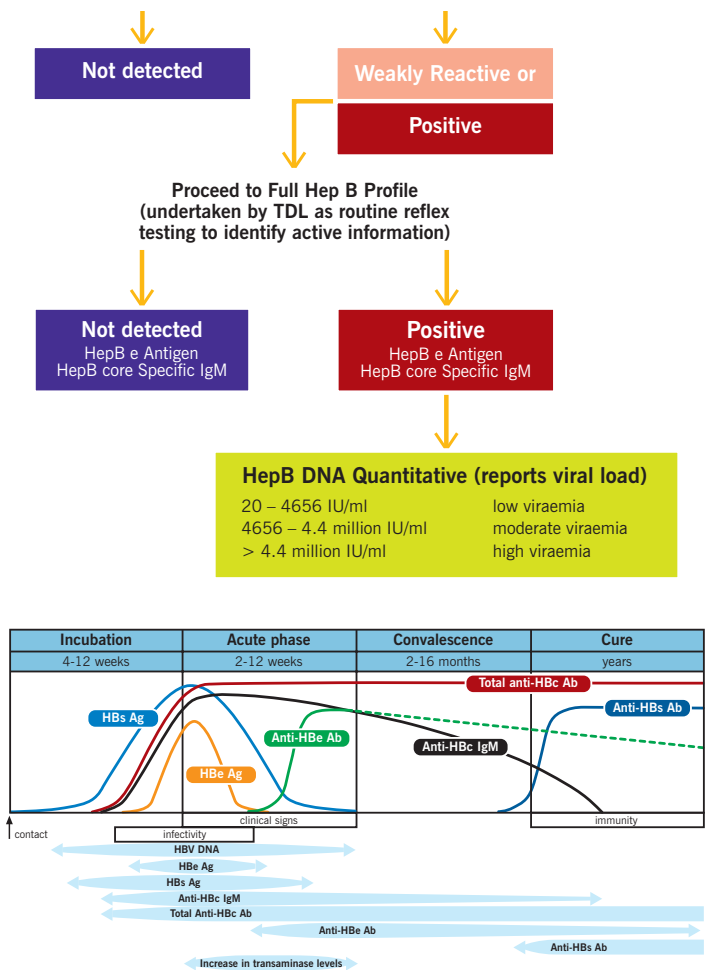 Not detected
Weakly Reactive or
Positive
Proceed to Full Hep B Profile
(undertaken by TDL as routine reflex
testing to identify active information)
Not detected
HepB e Antigen
HepB core Specific IgM
Positive
HepB e Antigen
HepB core Specific IgM
HepB DNA Quantitative (reports viral load)
20 – 4656 IU/ml low viraemia
4656 – 4.4 million IU/ml moderate viraemia
> 4.4 million IU/ml high viraemia
Incubation Acute phase Convalescence Cure
4-12 weeks 2-12 weeks 2-16 months years
Total anti-HBc Ab
HBs Ag
Anti-HBs Ab
Anti-HBe Ab
Anti-HBc IgM
HBe Ag
clinical signs
immunity
contact
infectivity
HBV DNA
HBe Ag
HBs Ag
Anti-HBc IgM
Total Anti-HBc Ab
Anti-HBe Ab
Anti-HBs Ab
Increase in transaminase levels